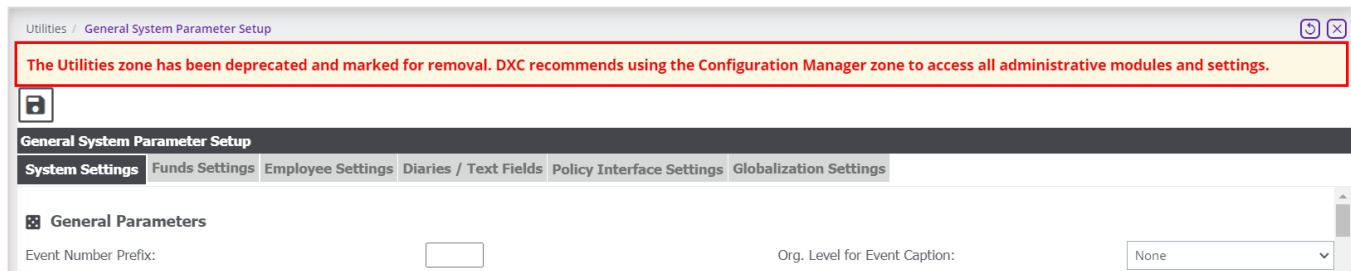 Utilities / General System Parameter Setup
The Utilities zone has been deprecated and marked for removal. DXC recommends using the Configuration Manager zone to access all administrative modules and settings.
General System Parameter Setup
System Settings Funds Settings Employee Settings Diaries / Text Fields Policy Interface Settings Globalization Settings
General Parameters
Event Number Prefix: Org. Level for Event Caption: None